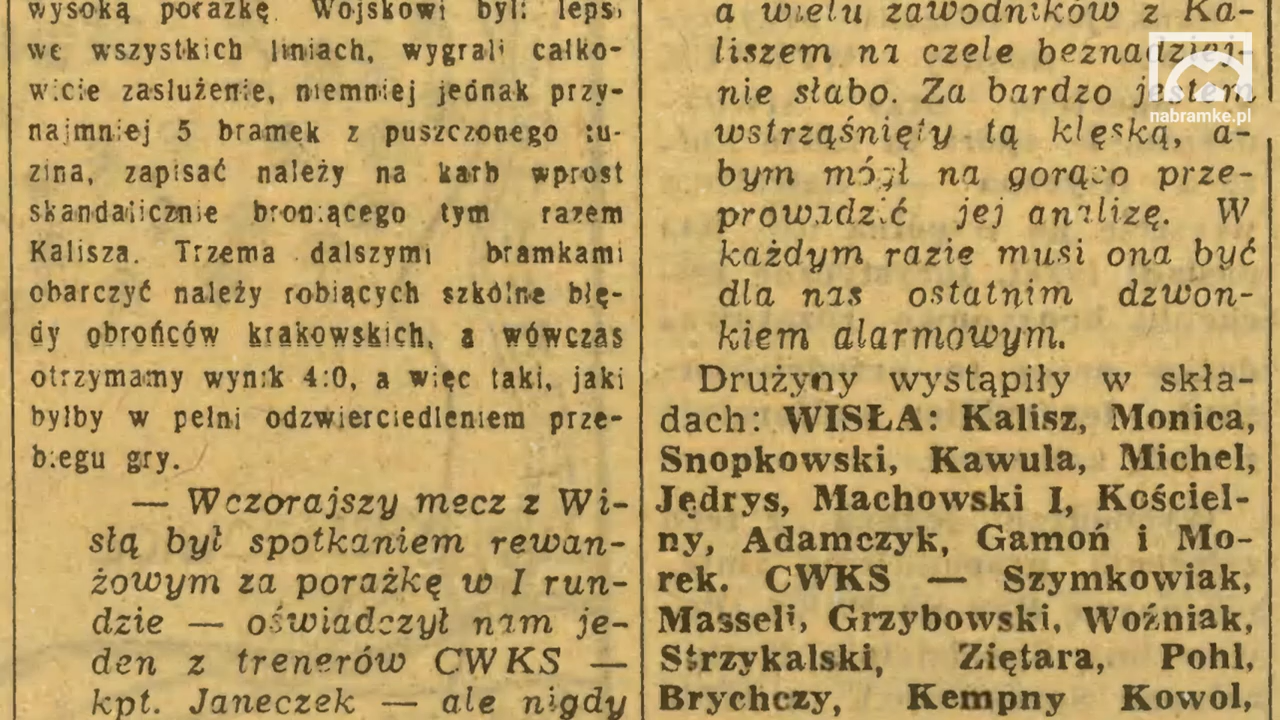 wysoką porażkę. Wojskowi byli lepsi
we wszystkich liniach, wygrali całko-
wicie zasłużenie, niemniej jednak przy-
najmniej 5 bramek z puszczonego tu-
zina, zapisać należy na karb wprost
skandalicznie broniącego tym razem
Kalisza. Trzema dalszymi bramkami
obarczyć należy robiących szkolne błę-
dy obrońców krakowskich, a wówczas
otrzymamy wynik 4:0, a więc taki, jaki
byłby w pełni odzwierciedleniem prze-
biegu gry.
— Wczorajszy mecz z Wi-
słą był spotkaniem rewan-
żowym za porażkę w I run-
dzie — oświadczył nam je-
den z trenerów CWKS —
kpt. Janeczek — ale nigdy
a wielu zawodników z Ka-
liszem na czele beznadziej-
nie słabo. Za bardzo jestem
wstrząśnięty tą klęską, a-
bym mógł na gorąco prze-
prowadzić jej analizę. W
każdym razie musi ona być
dla nas ostatnim dzwon-
kiem alarmowym.
Drużyny wystąpiły w skła-
dach: WISŁA: Kalisz, Monica,
Snopkowski, Kawula, Michel,
Jędrys, Machowski I, Kościel-
ny, Adamczyk, Gamoń i Mo-
rek. CWKS — Szymkowiak,
Masseli, Grzybowski, Woźniak,
Strzykalski, Ziętara, Pohl,
Brychczy, Kempny Kowol,
nabramke.pl